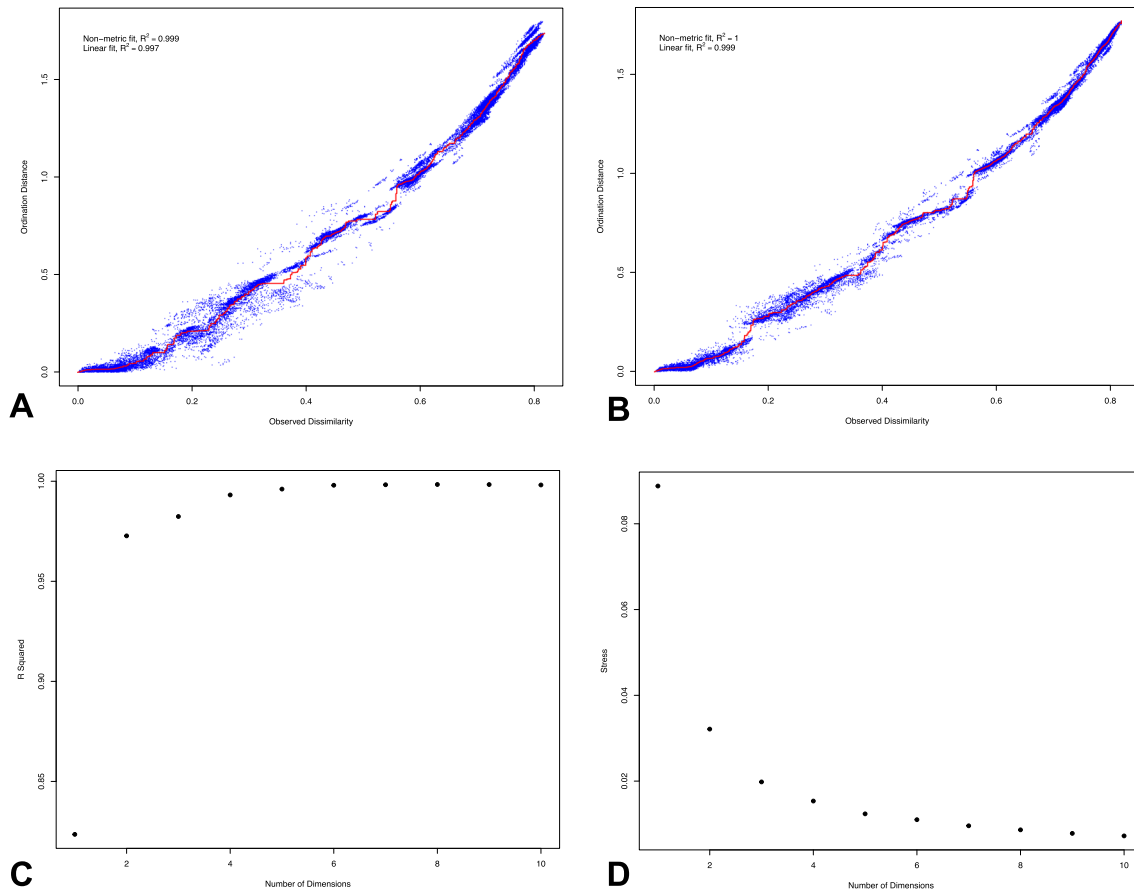 Non−metric fit, R² = 0.999
Linear fit, R² = 0.997
Ordination Distance
0.0
0.5
1.0
1.5
0.0 0.2 0.4 0.6 0.8
Observed Dissimilarity
A
Non−metric fit, R² = 1
Linear fit, R² = 0.999
Ordination Distance
0.0
0.5
1.0
1.5
0.0 0.2 0.4 0.6 0.8
Observed Dissimilarity
B
R Squared
0.85
0.90
0.95
1.00
2 4 6 8 10
Number of Dimensions
C
Stress
0.02
0.04
0.06
0.08
2 4 6 8 10
Number of Dimensions
D